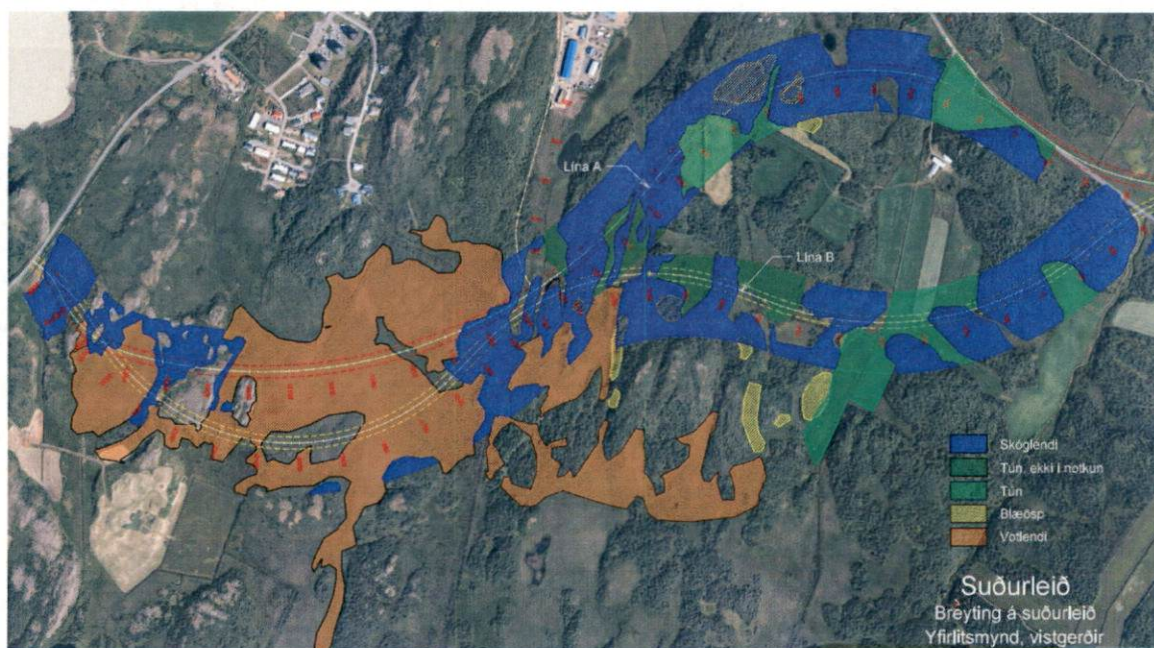 Lína A
Lína B
Skóglendi
Tún, ekki í notkun
Tún
Blæösp
Votlendi
Suðurleið
Breyting á suðurleið
Yfirlitsmynd, vistgerðir